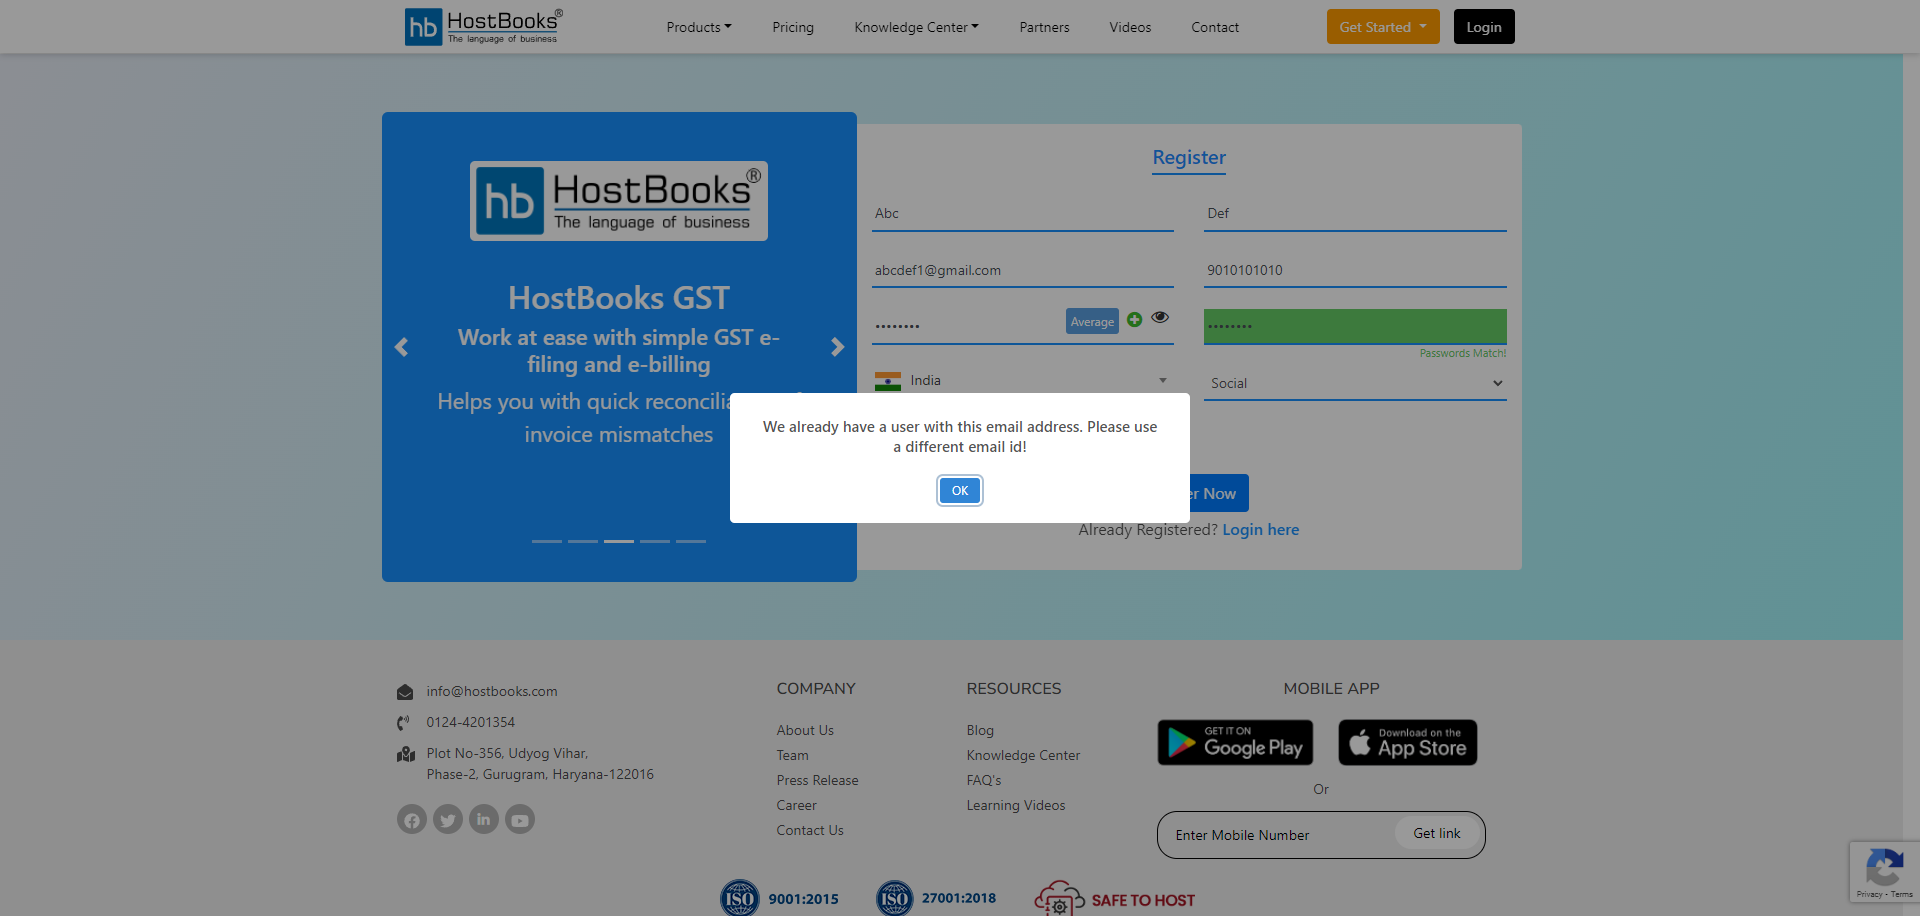 hb HostBooks®
The language of business
Products
Pricing
Knowledge Center
Partners
Videos
Contact
Get Started
Login
hb HostBooks®
The language of business
HostBooks GST
Work at ease with simple GST e-
filing and e-billing
Helps you with quick
invoice mismatches
Register
Abc
Def
abcdef1@gmail.com
9010101010
••••••••
Average
••••••••
Passwords Match!
India
Social
We already have a user with this email address. Please use
a different email id!
OK
Now
Already Registered? Login here
info@hostbooks.com
0124-4201354
Plot No-356, Udyog Vihar,
Phase-2, Gurugram, Haryana-122016
COMPANY
About Us
Team
Press Release
Career
Contact Us
RESOURCES
Blog
Knowledge Center
FAQ's
Learning Videos
MOBILE APP
GET IT ON
Google Play
Download on the
App Store
Or
Enter Mobile Number
Get link
ISO 9001:2015
ISO 27001:2018
SAFE TO HOST
Privacy - Terms